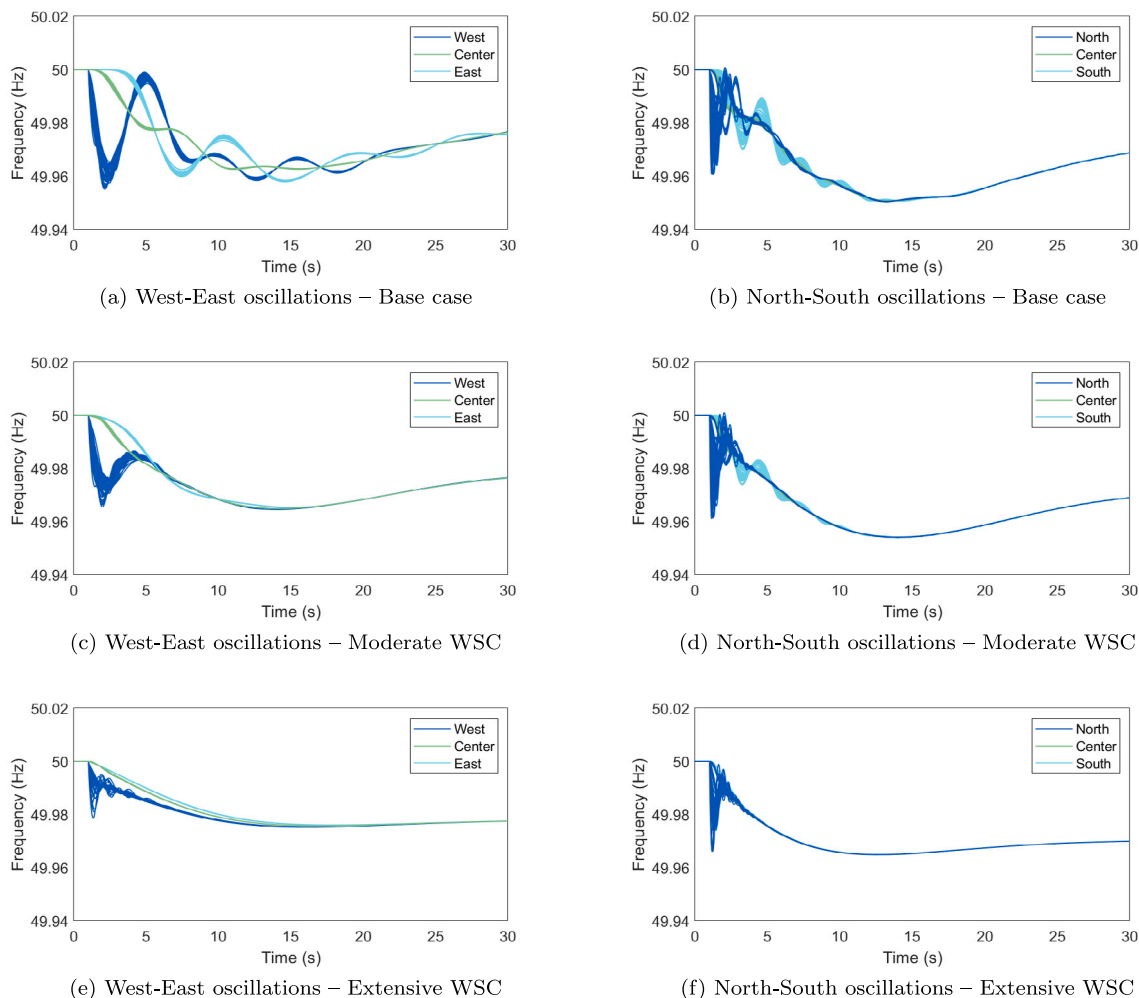 50.02
50
49.98
49.96
49.94
Frequency (Hz)
0 5 10 15 20 25 30
Time (s)
West
Center
East
(a) West-East oscillations – Base case
50.02
50
49.98
49.96
49.94
Frequency (Hz)
0 5 10 15 20 25 30
Time (s)
North
Center
South
(b) North-South oscillations – Base case
50.02
50
49.98
49.96
49.94
Frequency (Hz)
0 5 10 15 20 25 30
Time (s)
West
Center
East
(c) West-East oscillations – Moderate WSC
50.02
50
49.98
49.96
49.94
Frequency (Hz)
0 5 10 15 20 25 30
Time (s)
North
Center
South
(d) North-South oscillations – Moderate WSC
50.02
50
49.98
49.96
49.94
Frequency (Hz)
0 5 10 15 20 25 30
Time (s)
West
Center
East
(e) West-East oscillations – Extensive WSC
50.02
50
49.98
49.96
49.94
Frequency (Hz)
0 5 10 15 20 25 30
Time (s)
North
Center
South
(f) North-South oscillations – Extensive WSC